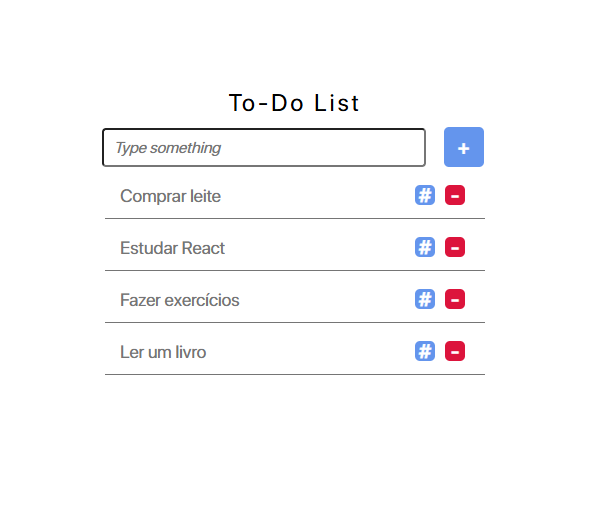 To-Do List
Type something +
Comprar leite # -
Estudar React # -
Fazer exercícios # -
Ler um livro # -